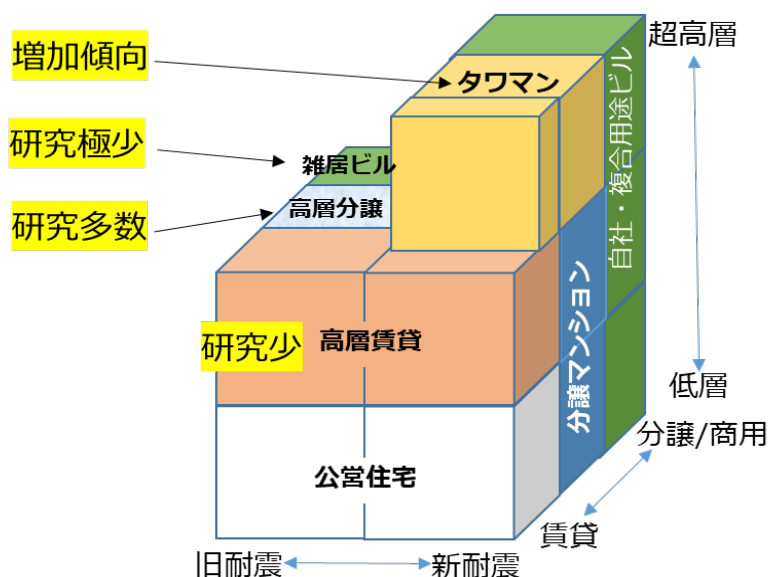 増加傾向
研究極少
研究多数
研究少
タワマン
雑居ビル
高層分譲
高層賃貸
公営住宅
分譲マンション
自社・複合用途ビル
超高層
低層
分譲/商用
賃貸
旧耐震
新耐震